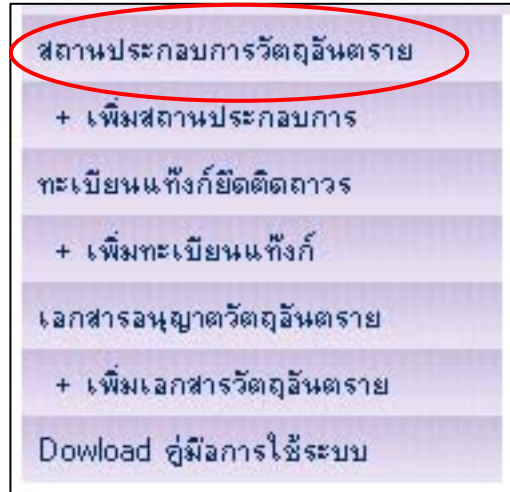 สถานประกอบการวัตถุอันตราย
+ เพิ่มสถานประกอบการ
ทะเบียนแท๊งก์ยึดติดถาวร
+ เพิ่มทะเบียนแท๊งก์
เอกสารอนุญาตวัตถุอันตราย
+ เพิ่มเอกสารวัตถุอันตราย
Dowload คู่มือการใช้ระบบ